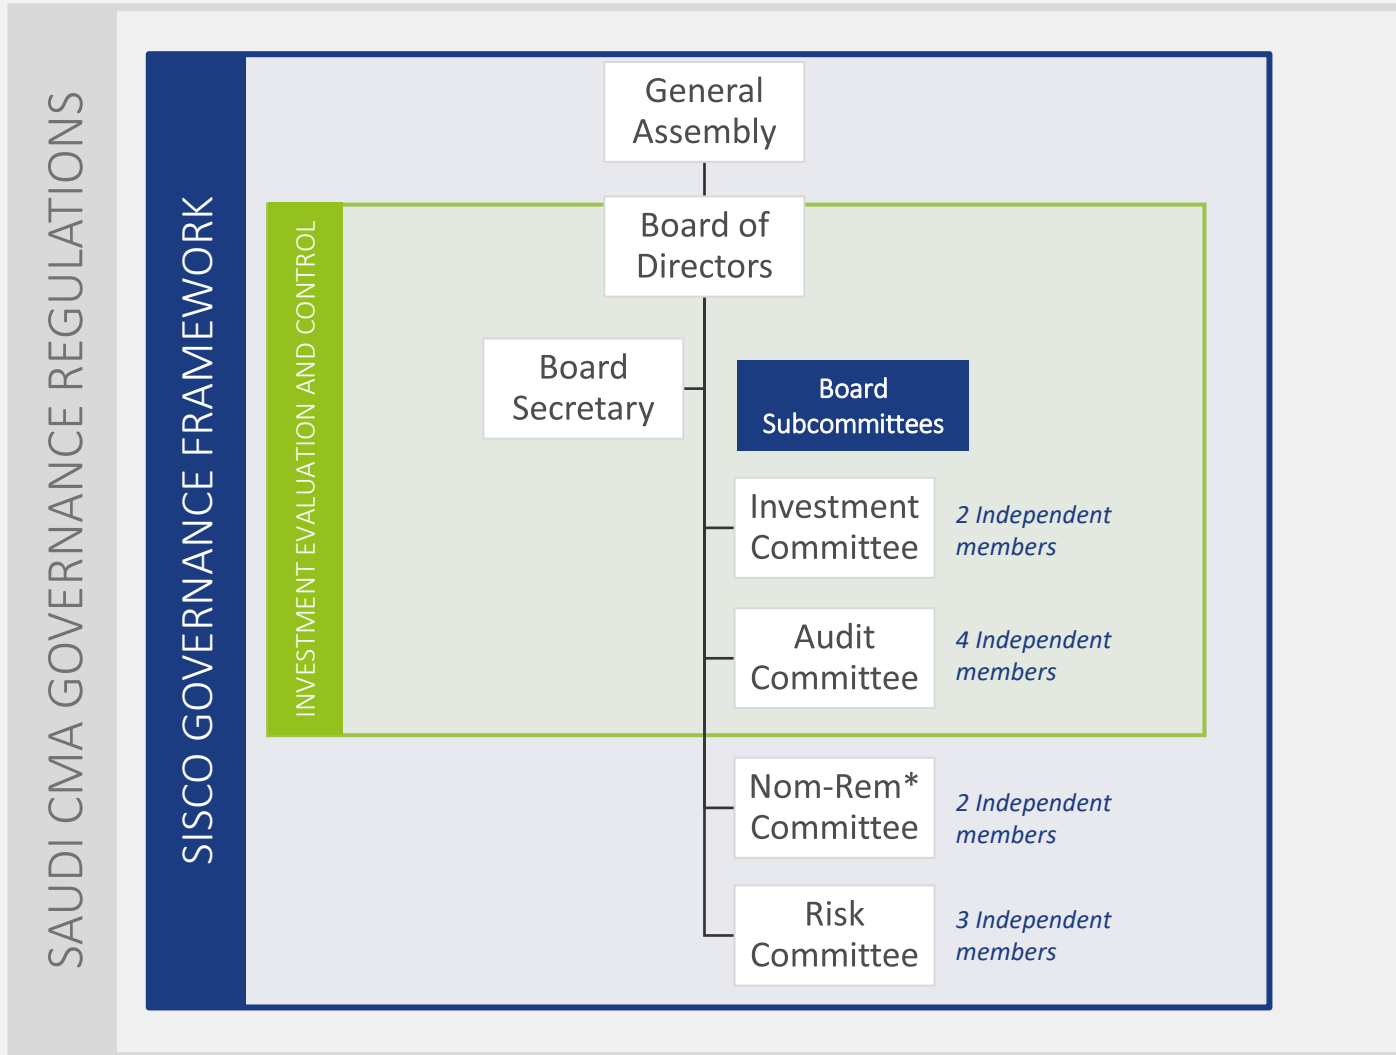 SAUDI CMA GOVERNANCE REGULATIONS
SISCO GOVERNANCE FRAMEWORK
INVESTMENT EVALUATION AND CONTROL
General
Assembly
Board of
Directors
Board
Secretary
Board
Subcommittees
Investment
Committee
2 Independent
members
Audit
Committee
4 Independent
members
Nom-Rem*
Committee
2 Independent
members
Risk
Committee
3 Independent
members